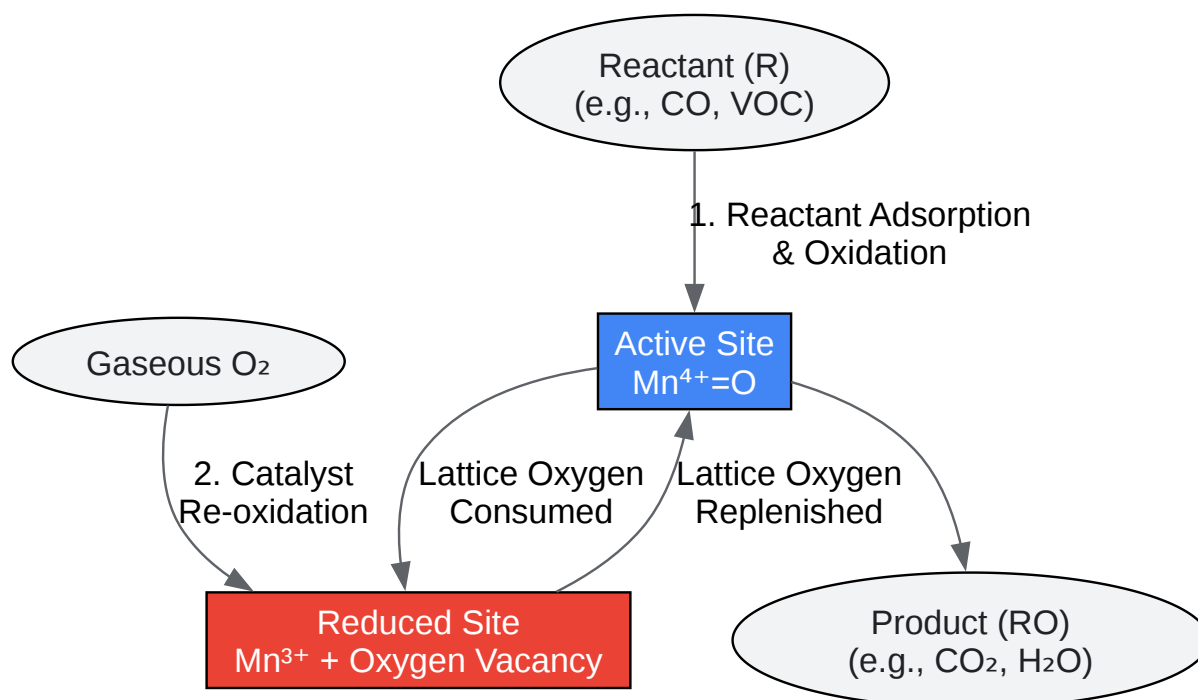 Reactant (R)
(e.g., CO, VOC)
1. Reactant Adsorption
& Oxidation
Gaseous O₂
Active Site
Mn⁴⁺=O
2. Catalyst
Re-oxidation
Lattice Oxygen
Consumed
Lattice Oxygen
Replenished
Reduced Site
Mn³⁺ + Oxygen Vacancy
Product (RO)
(e.g., CO₂, H₂O)